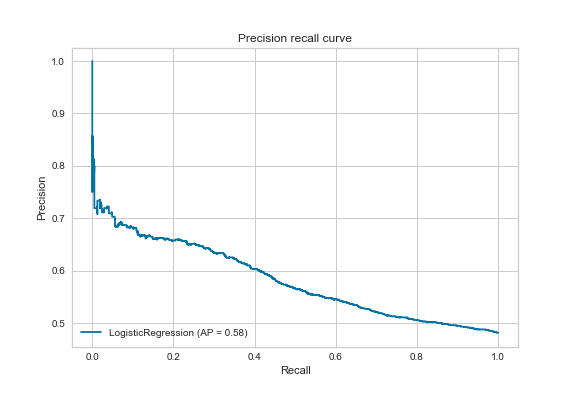 Precision recall curve
1.0
0.9
0.8
0.7
0.6
0.5
Precision
LogisticRegression (AP = 0.58)
0.0 0.2 0.4 0.6 0.8 1.0
Recall